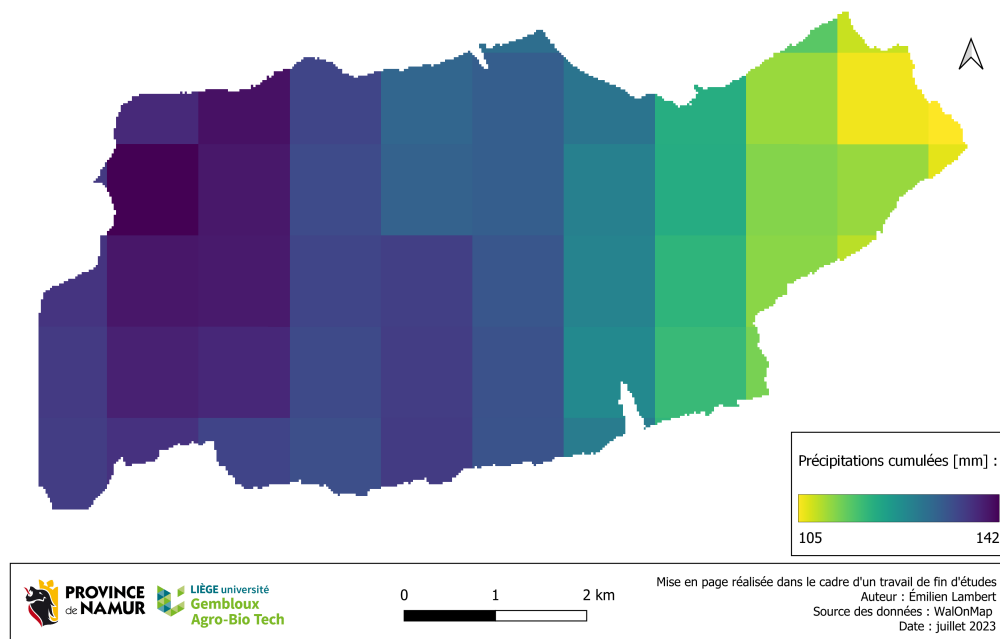 Précipitations cumulées [mm] :
105
142
PROVINCE
de NAMUR
LIÈGE université
Gembloux
Agro-Bio Tech
0
1
2 km
Mise en page réalisée dans le cadre d'un travail de fin d'études
Auteur : Émilien Lambert
Source des données : WalOnMap
Date : juillet 2023